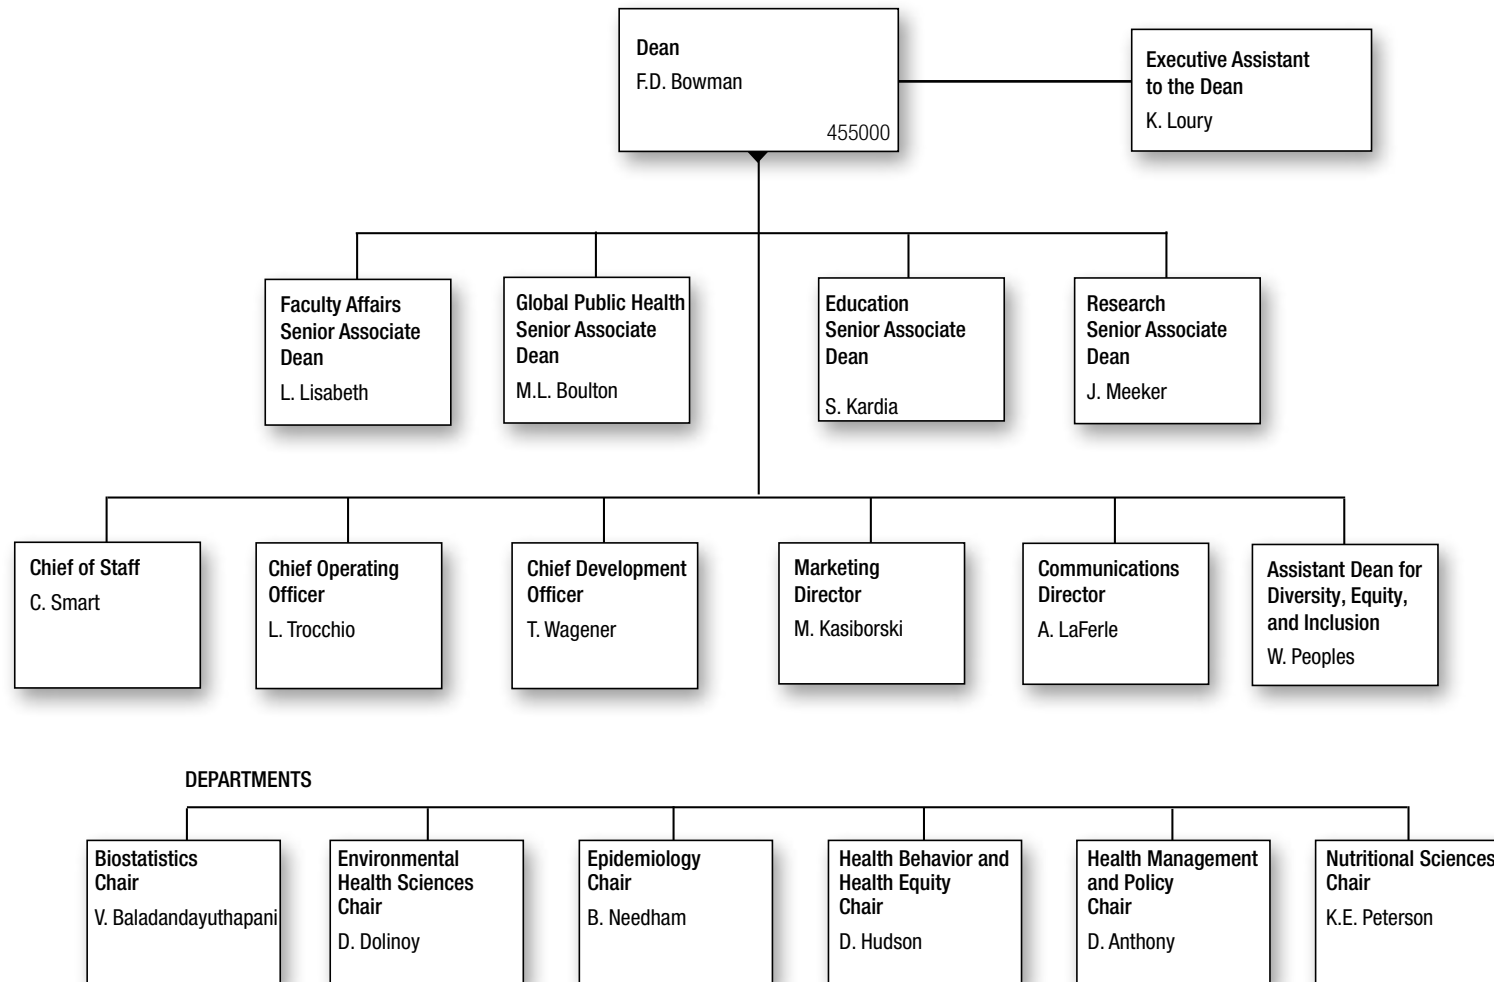 Dean
F.D. Bowman
455000
Executive Assistant
to the Dean
K. Loury
Faculty Affairs
Senior Associate
Dean
L. Lisabeth
Global Public Health
Senior Associate
Dean
M.L. Boulton
Education
Senior Associate
Dean
S. Kardia
Research
Senior Associate
Dean
J. Meeker
Chief of Staff
C. Smart
Chief Operating
Officer
L. Trocchio
Chief Development
Officer
T. Wagener
Marketing
Director
M. Kasiborski
Communications
Director
A. LaFerle
Assistant Dean for
Diversity, Equity,
and Inclusion
W. Peoples
DEPARTMENTS
Biostatistics
Chair
V. Baladandayuthapani
Environmental
Health Sciences
Chair
D. Dolinoy
Epidemiology
Chair
B. Needham
Health Behavior and
Health Equity
Chair
D. Hudson
Health Management
and Policy
Chair
D. Anthony
Nutritional Sciences
Chair
K.E. Peterson